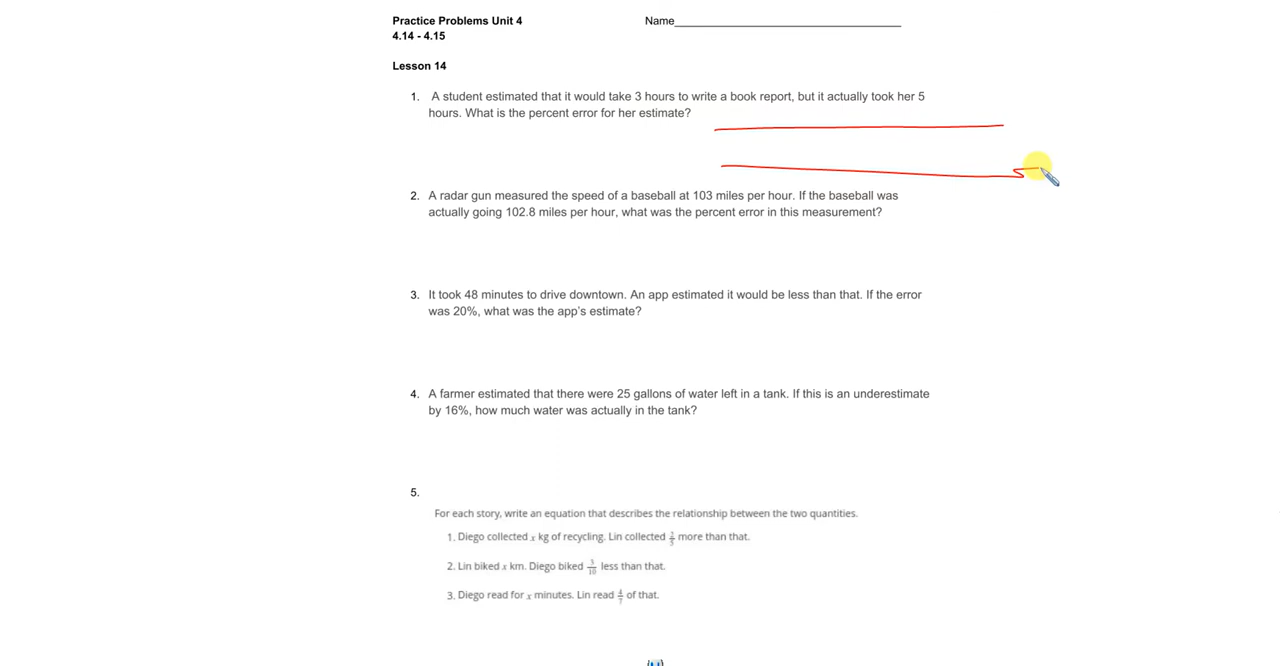 Practice Problems Unit 4 Name
4.14 - 4.15
Lesson 14
1. A student estimated that it would take 3 hours to write a book report, but it actually took her 5
hours. What is the percent error for her estimate?
2. A radar gun measured the speed of a baseball at 103 miles per hour. If the baseball was
actually going 102.8 miles per hour, what was the percent error in this measurement?
3. It took 48 minutes to drive downtown. An app estimated it would be less than that. If the error
was 20%, what was the app's estimate?
4. A farmer estimated that there were 25 gallons of water left in a tank. If this is an underestimate
by 16%, how much water was actually in the tank?
5.
For each story, write an equation that describes the relationship between the two quantities.
1. Diego collected x kg of recycling. Lin collected 2/5 more than that.
2. Lin biked x km. Diego biked 3/10 less than that.
3. Diego read for x minutes. Lin read 4/7 of that.